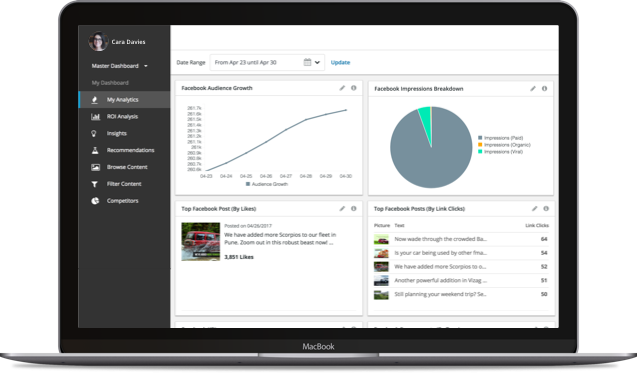 Cara Davies
Master Dashboard
My Dashboard
My Analytics
ROI Analysis
Insights
Recommendations
Browse Content
Filter Content
Competitors
Date Range From Apr 23 until Apr 30 Update
Facebook Audience Growth
261.7k
261.6k
261.5k
261.4k
261.3k
261.2k
261.1k
261k
260.9k
260.8k
260.7k
260.6k
04-23 04-24 04-25 04-26 04-27 04-28 04-29 04-30
Audience Growth
Facebook Impressions Breakdown
Impressions (Paid)
Impressions (Organic)
Impressions (Viral)
Top Facebook Post (By Likes)
Posted on 04/26/2017
We have added more Scorpios to our fleet in
Pune. Zoom out in this robust beast now! ...
3,851 Likes
Top Facebook Posts (By Link Clicks)
Picture Text Link Clicks
Now wade through the crowded Ba... 64
Is your car being used by other fma... 54
We have added more Scorpios to o... 52
Another powerful addition in Vizag ... 51
Still planning your weekend trip? Se... 50
MacBook